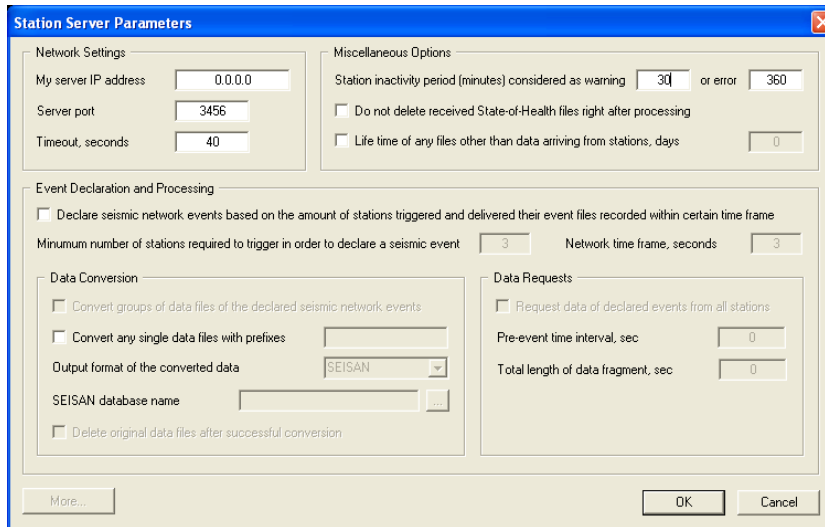 Station Server Parameters
Network Settings
My server IP address 0.0.0.0
Server port 3456
Timeout, seconds 40
Miscellaneous Options
Station inactivity period (minutes) considered as warning 30 or error 360
Do not delete received State-of-Health files right after processing
Life time of any files other than data arriving from stations, days 0
Event Declaration and Processing
Declare seismic network events based on the amount of stations triggered and delivered their event files recorded within certain time frame
Minumum number of stations required to trigger in order to declare a seismic event 3 Network time frame, seconds 3
Data Conversion
Convert groups of data files of the declared seismic network events
Convert any single data files with prefixes
Output format of the converted data SEISAN
SEISAN database name ...
Delete original data files after successful conversion
Data Requests
Request data of declared events from all stations
Pre-event time interval, sec 0
Total length of data fragment, sec 0
More... OK Cancel